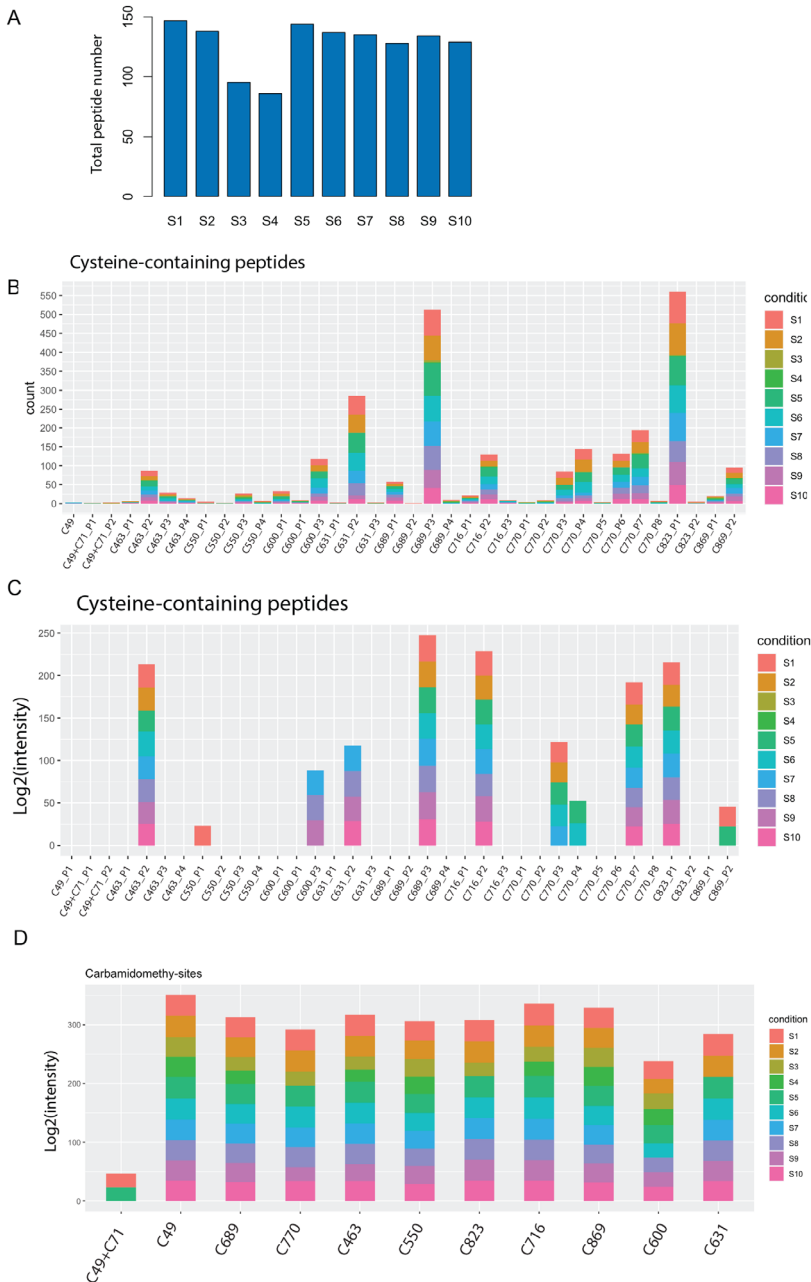 A
Total peptide number
150
100
50
0
S1 S2 S3 S4 S5 S6 S7 S8 S9 S10
B
Cysteine-containing peptides
count
550
500
450
400
350
300
250
200
150
100
50
0
C49 C49+C71_P1 C49+C71_P2 C463_P1 C463_P2 C463_P3 C463_P4 C550_P1 C550_P2 C550_P3 C550_P4 C600_P1 C600_P3 C631_P1 C631_P2 C631_P3 C689_P1 C689_P2 C689_P3 C689_P4 C716_P1 C716_P2 C716_P3 C770_P1 C770_P2 C770_P3 C770_P4 C770_P5 C770_P6 C770_P7 C770_P8 C823_P1 C823_P2 C869_P1 C869_P2
conditic
S1
S2
S3
S4
S5
S6
S7
S8
S9
S10
C
Cysteine-containing peptides
Log2(intensity)
250
200
150
100
50
0
C49_P1 C49+C71_P1 C49+C71_P2 C463_P1 C463_P2 C463_P3 C463_P4 C550_P1 C550_P2 C550_P3 C550_P4 C600_P1 C600_P1 C600_P3 C631_P1 C631_P2 C631_P3 C689_P1 C689_P2 C689_P3 C689_P4 C716_P1 C716_P2 C716_P3 C770_P1 C770_P2 C770_P3 C770_P4 C770_P5 C770_P6 C770_P7 C770_P8 C823_P1 C823_P2 C869_P1 C869_P2
condition
S1
S2
S3
S4
S5
S6
S7
S8
S9
S10
D
Carbamidomethy-sites
Log2(intensity)
300
200
100
0
C49+C71 C49 C689 C770 C463 C550 C823 C716 C869 C600 C631
condition
S1
S2
S3
S4
S5
S6
S7
S8
S9
S10